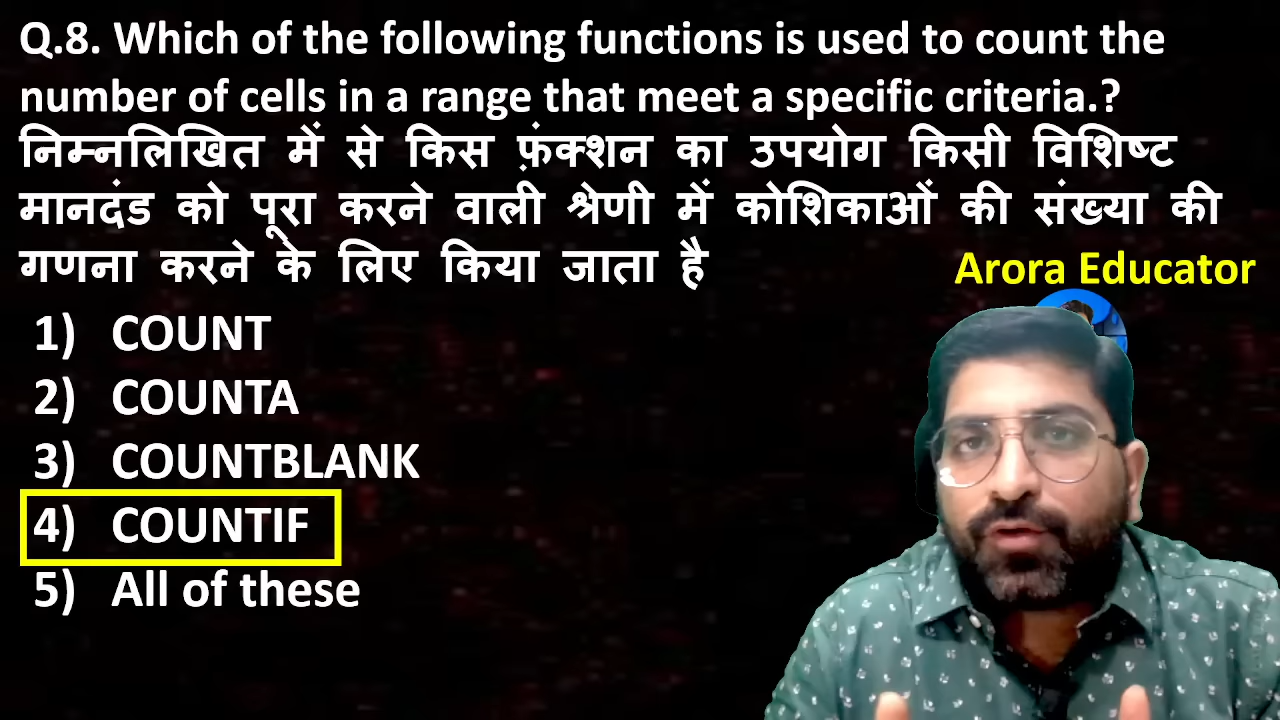 Q.8. Which of the following functions is used to count the
number of cells in a range that meet a specific criteria.?
निम्नलिखित में से किस फ़ंक्शन का उपयोग किसी विशिष्ट
मानदंड को पूरा करने वाली श्रेणी में कोशिकाओं की संख्या की
गणना करने के लिए किया जाता है
Arora Educator
1) COUNT
2) COUNTA
3) COUNTBLANK
4) COUNTIF
5) All of these